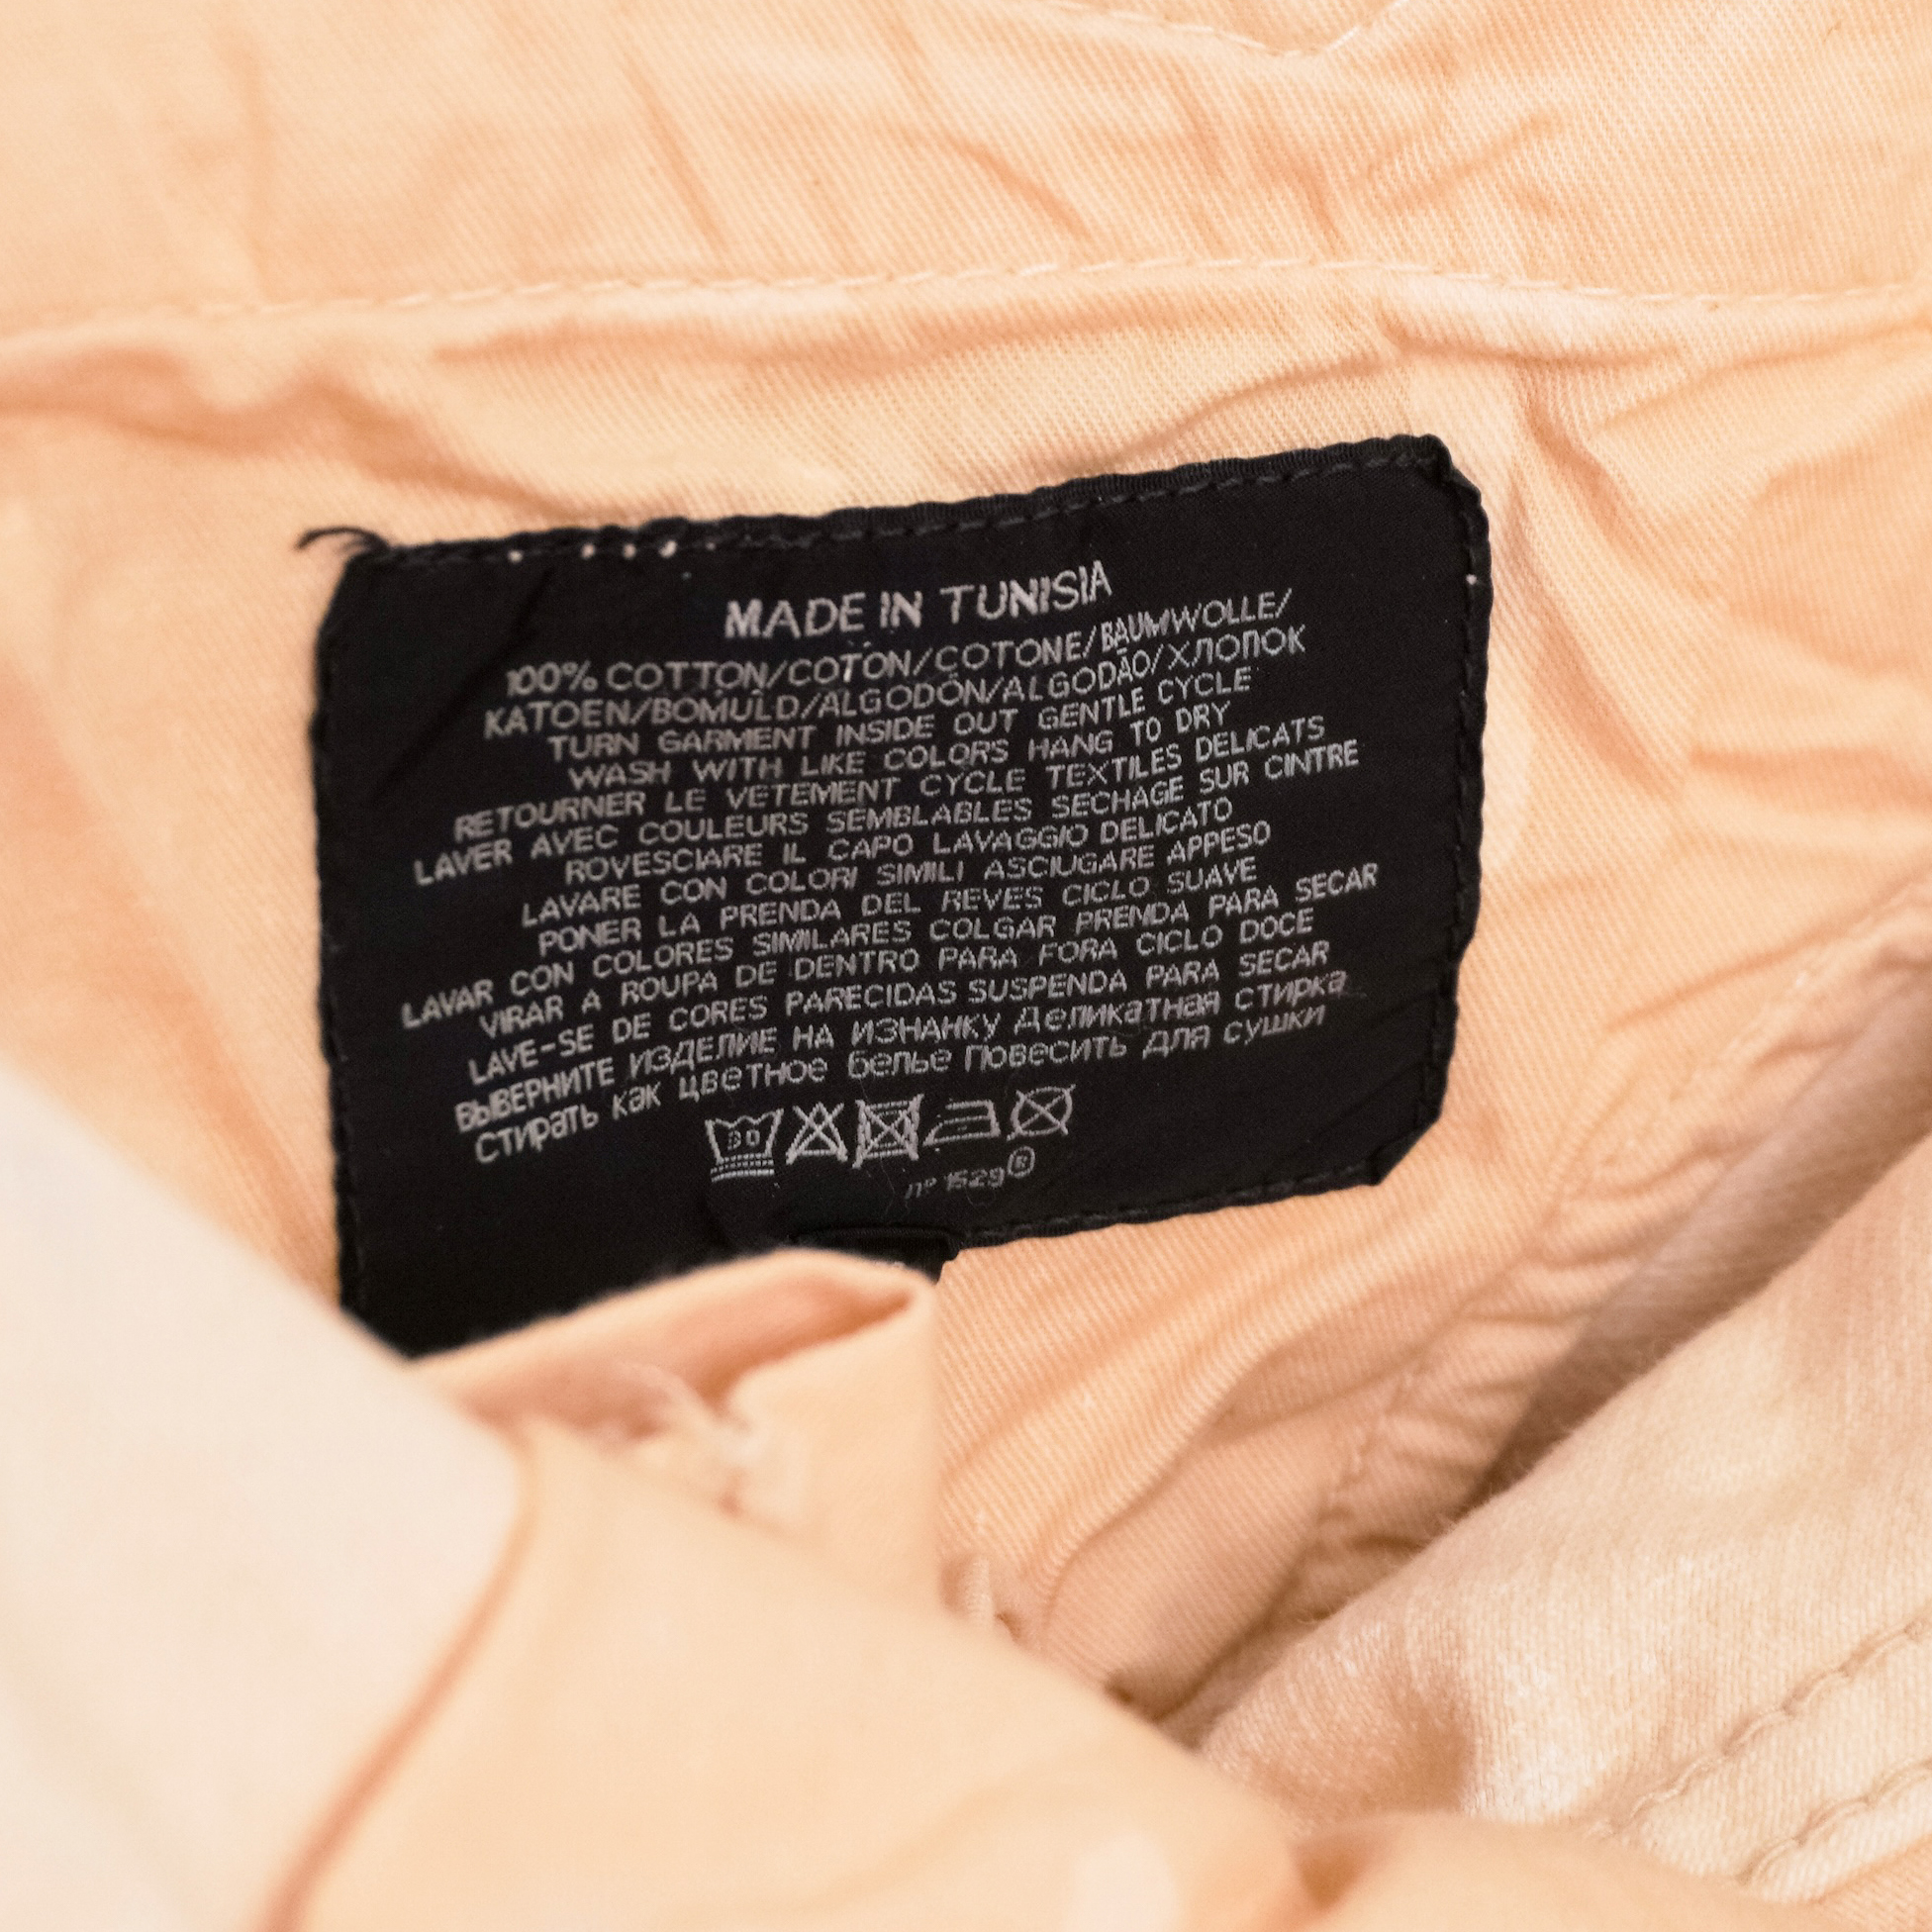 MADE IN TUNISIA
100% COTTON/COTON/COTONE/BAUMWOLLE/
KATOEN/BOMULD/ALGODÓN/ALGODÃO/ХЛОПОК
TURN GARMENT INSIDE OUT GENTLE CYCLE
WASH WITH LIKE COLORS HANG TO DRY
RETOURNER LE VETEMENT CYCLE TEXTILES DELICATS
LAVER AVEC COULEURS SEMBLABLES SECHAGE SUR CINTRE
ROVESCIARE IL CAPO LAVAGGIO DELICATO
LAVARE CON COLORI SIMILI ASCIUGARE APPESO
PONER LA PRENDA DEL REVES CICLO SUAVE
LAVAR CON COLORES SIMILARES COLGAR PRENDA PARA SECAR
VIRAR A ROUPA DE DENTRO PARA FORA CICLO DOCE
LAVE-SE DE CORES PARECIDAS SUSPENDA PARA SECAR
ВЫВЕРНИТЕ ИЗДЕЛИЕ НА ИЗНАНКУ Деликатная стирка
Стирать как цветное белье Повесить для сушки
30
nº 1529®